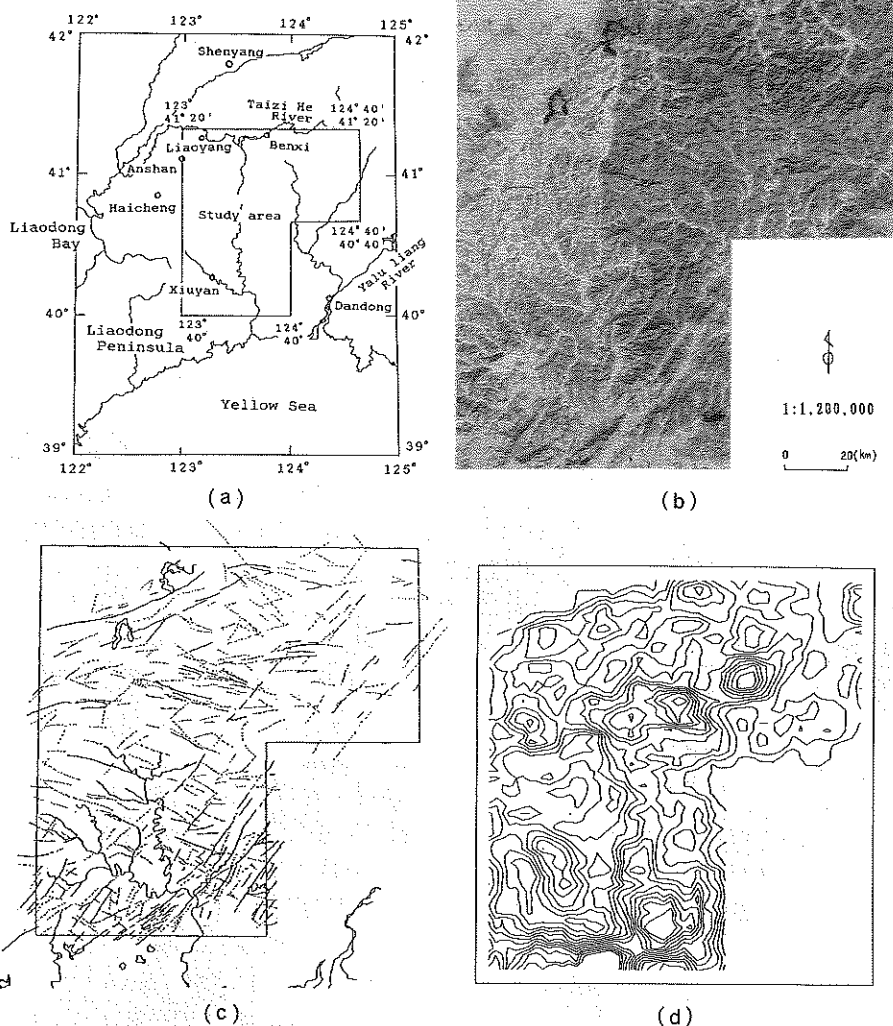 122° 123° 124° 125°
42° 42°
Shenyang
123°
41° 20'
Taizi He
River
124° 40'
41° 20'
Liaoyang
Benxi
41° 41°
Anshan
Haicheng
Study area
Liaodong
Bay
124° 40'
40° 40'
Yalu Liang
River
Xiuyan
40° 40°
Dandong
123°
40°
124°
40°
Liaodong
Peninsula
Yellow Sea
39° 39°
122° 123° 124° 125°
(a)
1:1,200,000
0 20(km)
(b)
(c)
(d)